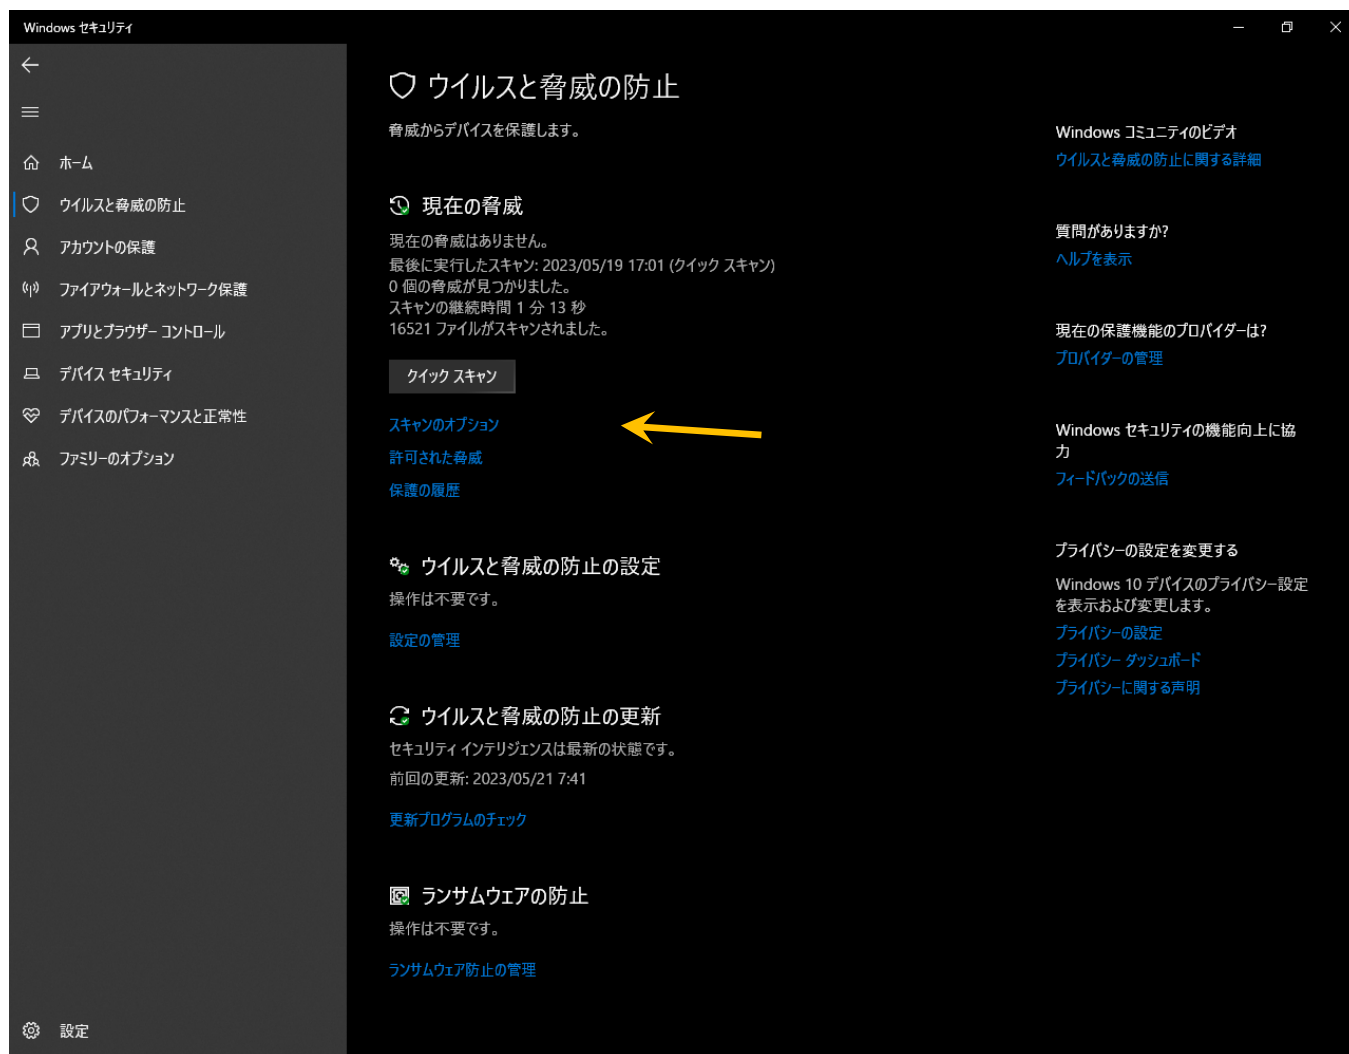 Windows セキュリティ
ホーム
ウイルスと脅威の防止
アカウントの保護
ファイアウォールとネットワーク保護
アプリとブラウザー コントロール
デバイス セキュリティ
デバイスのパフォーマンスと正常性
ファミリーのオプション
設定
ウイルスと脅威の防止
脅威からデバイスを保護します。
現在の脅威
現在の脅威はありません。
最後に実行したスキャン: 2023/05/19 17:01 (クイック スキャン)
0 個の脅威が見つかりました。
スキャンの継続時間 1 分 13 秒
16521 ファイルがスキャンされました。
クイック スキャン
スキャンのオプション
許可された脅威
保護の履歴
ウイルスと脅威の防止の設定
操作は不要です。
設定の管理
ウイルスと脅威の防止の更新
セキュリティ インテリジェンスは最新の状態です。
前回の更新: 2023/05/21 7:41
更新プログラムのチェック
ランサムウェアの防止
操作は不要です。
ランサムウェア防止の管理
Windows コミュニティのビデオ
ウイルスと脅威の防止に関する詳細
質問がありますか?
ヘルプを表示
現在の保護機能のプロバイダーは?
プロバイダーの管理
Windows セキュリティの機能向上に協
力
フィードバックの送信
プライバシーの設定を変更する
Windows 10 デバイスのプライバシー設定
を表示および変更します。
プライバシーの設定
プライバシー ダッシュボード
プライバシーに関する声明